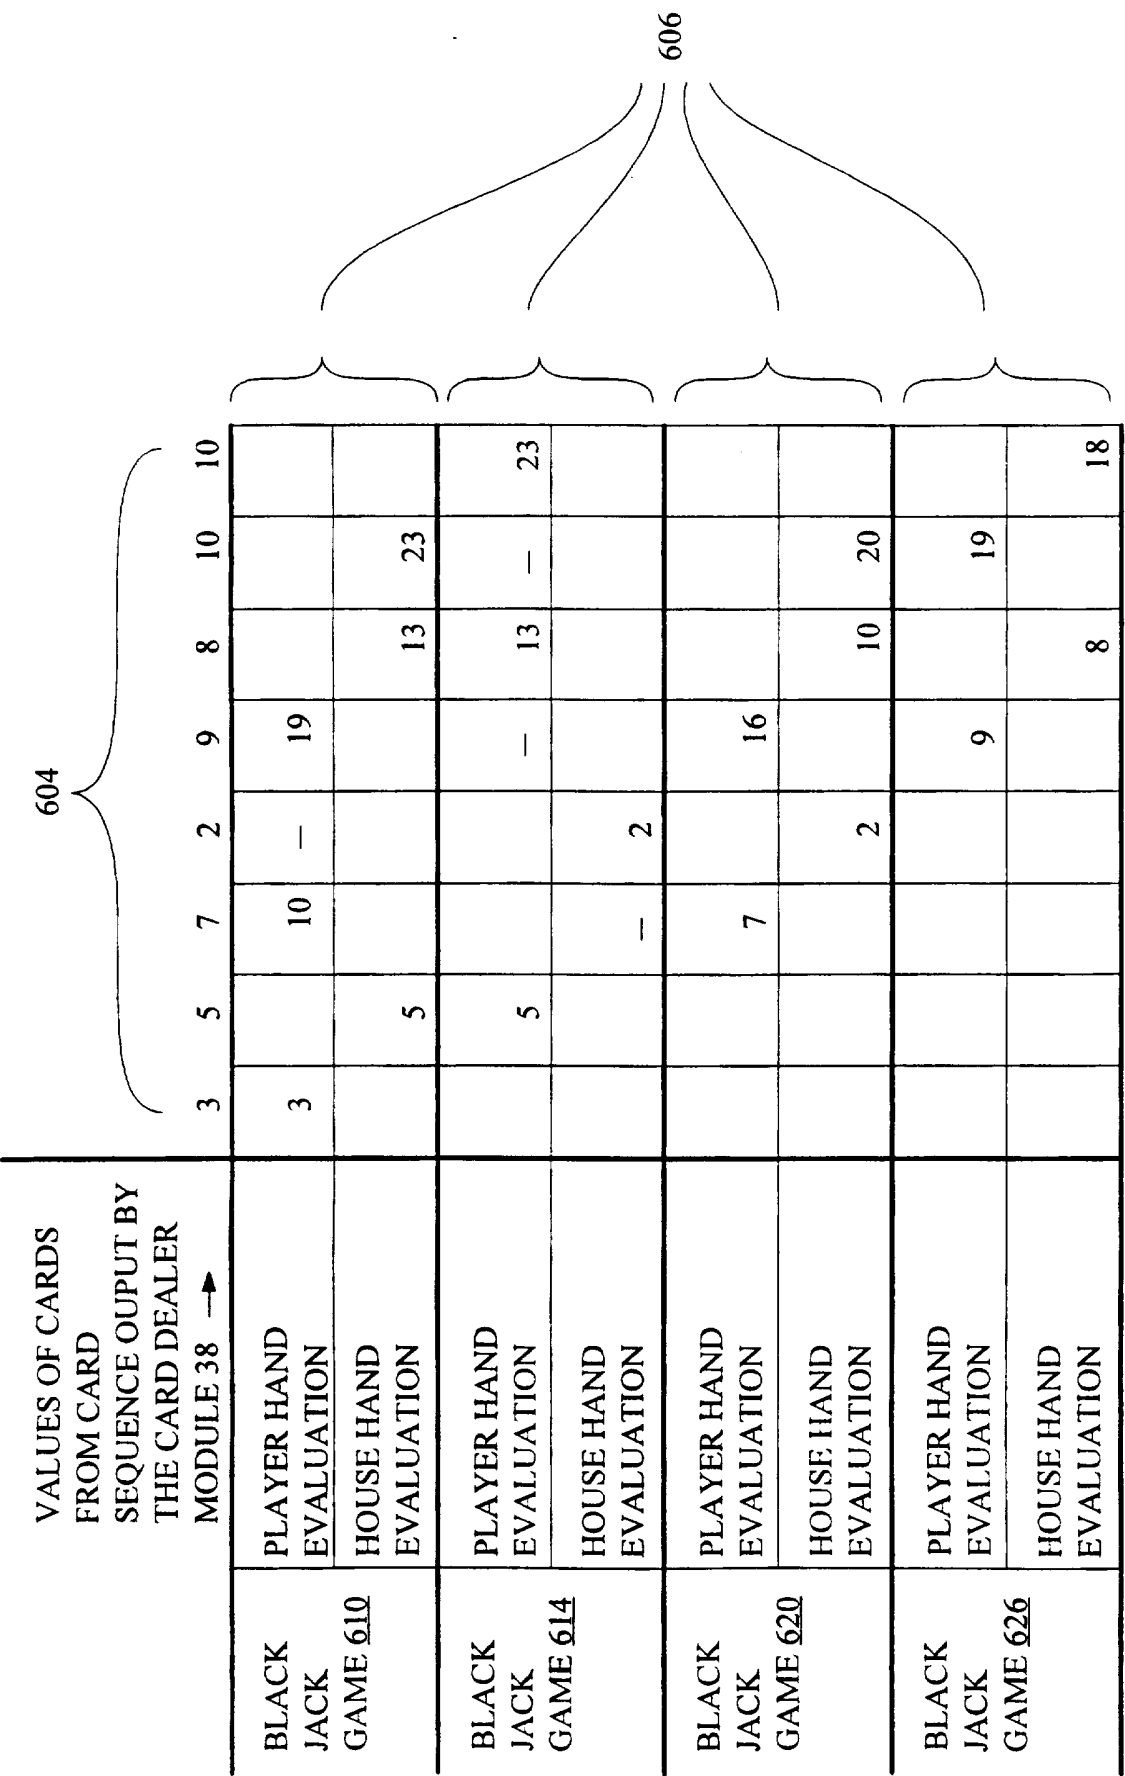 604
VALUES OF CARDS
FROM CARD
SEQUENCE OUPUT BY
THE CARD DEALER
MODULE 38 → 3 5 7 2 9 8 10 10
BLACK
JACK
GAME 610
PLAYER HAND
EVALUATION 3 10 — 19
HOUSE HAND
EVALUATION 5 13 23
BLACK
JACK
GAME 614
PLAYER HAND
EVALUATION 5 — 13 — 23
HOUSE HAND
EVALUATION — 2
BLACK
JACK
GAME 620
PLAYER HAND
EVALUATION 7 16
HOUSE HAND
EVALUATION 2 10 20
BLACK
JACK
GAME 626
PLAYER HAND
EVALUATION 9 19
HOUSE HAND
EVALUATION 8 18
606